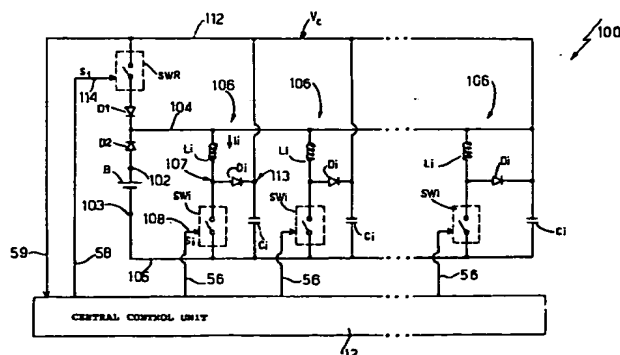 112
Vc
100
S1
114
SWR
D1
104
106
106
106
D2
Li
Ii
Li
Li
107
Di
113
Di
Di
102
B
103
SWi
108
Si
Ci
SWi
Ci
SWi
Ci
105
59
58
56
56
56
CENTRAL CONTROL UNIT
12